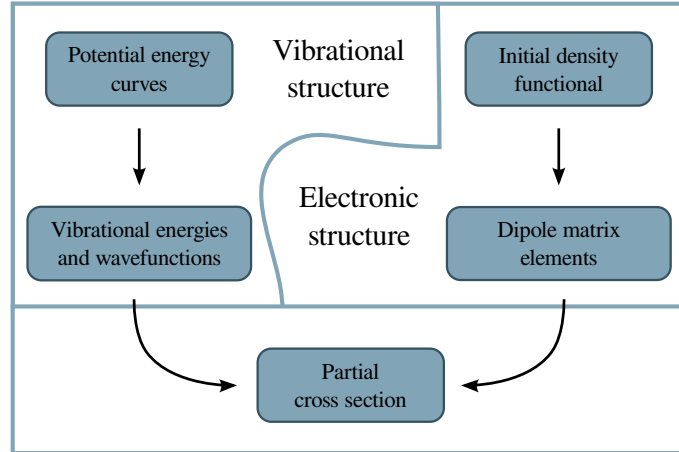 Potential energy
curves
Vibrational
structure
Initial density
functional
Vibrational energies
and wavefunctions
Electronic
structure
Dipole matrix
elements
Partial
cross section